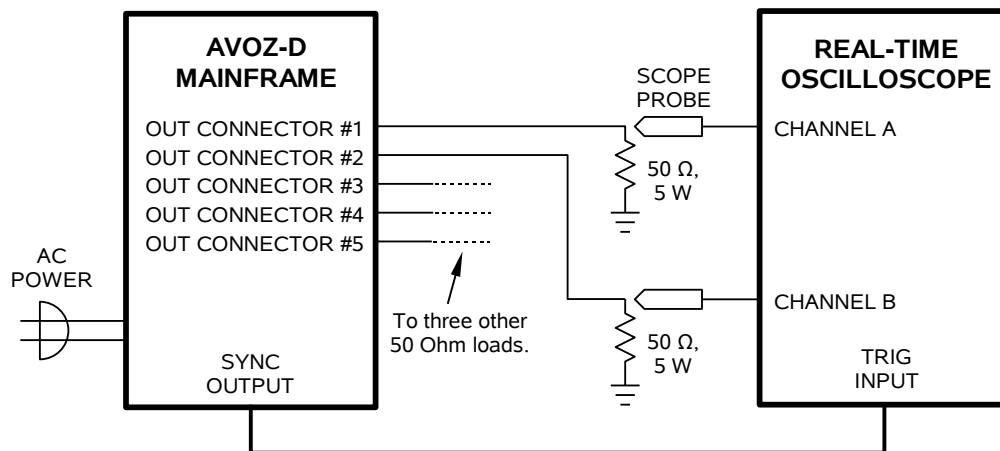 AVOZ-D
MAINFRAME
OUT CONNECTOR #1
OUT CONNECTOR #2
OUT CONNECTOR #3
OUT CONNECTOR #4
OUT CONNECTOR #5
AC
POWER
SYNC
OUTPUT
To three other
50 Ohm loads.
SCOPE
PROBE
50 Ω,
5 W
50 Ω,
5 W
REAL-TIME
OSCILLOSCOPE
CHANNEL A
CHANNEL B
TRIG
INPUT